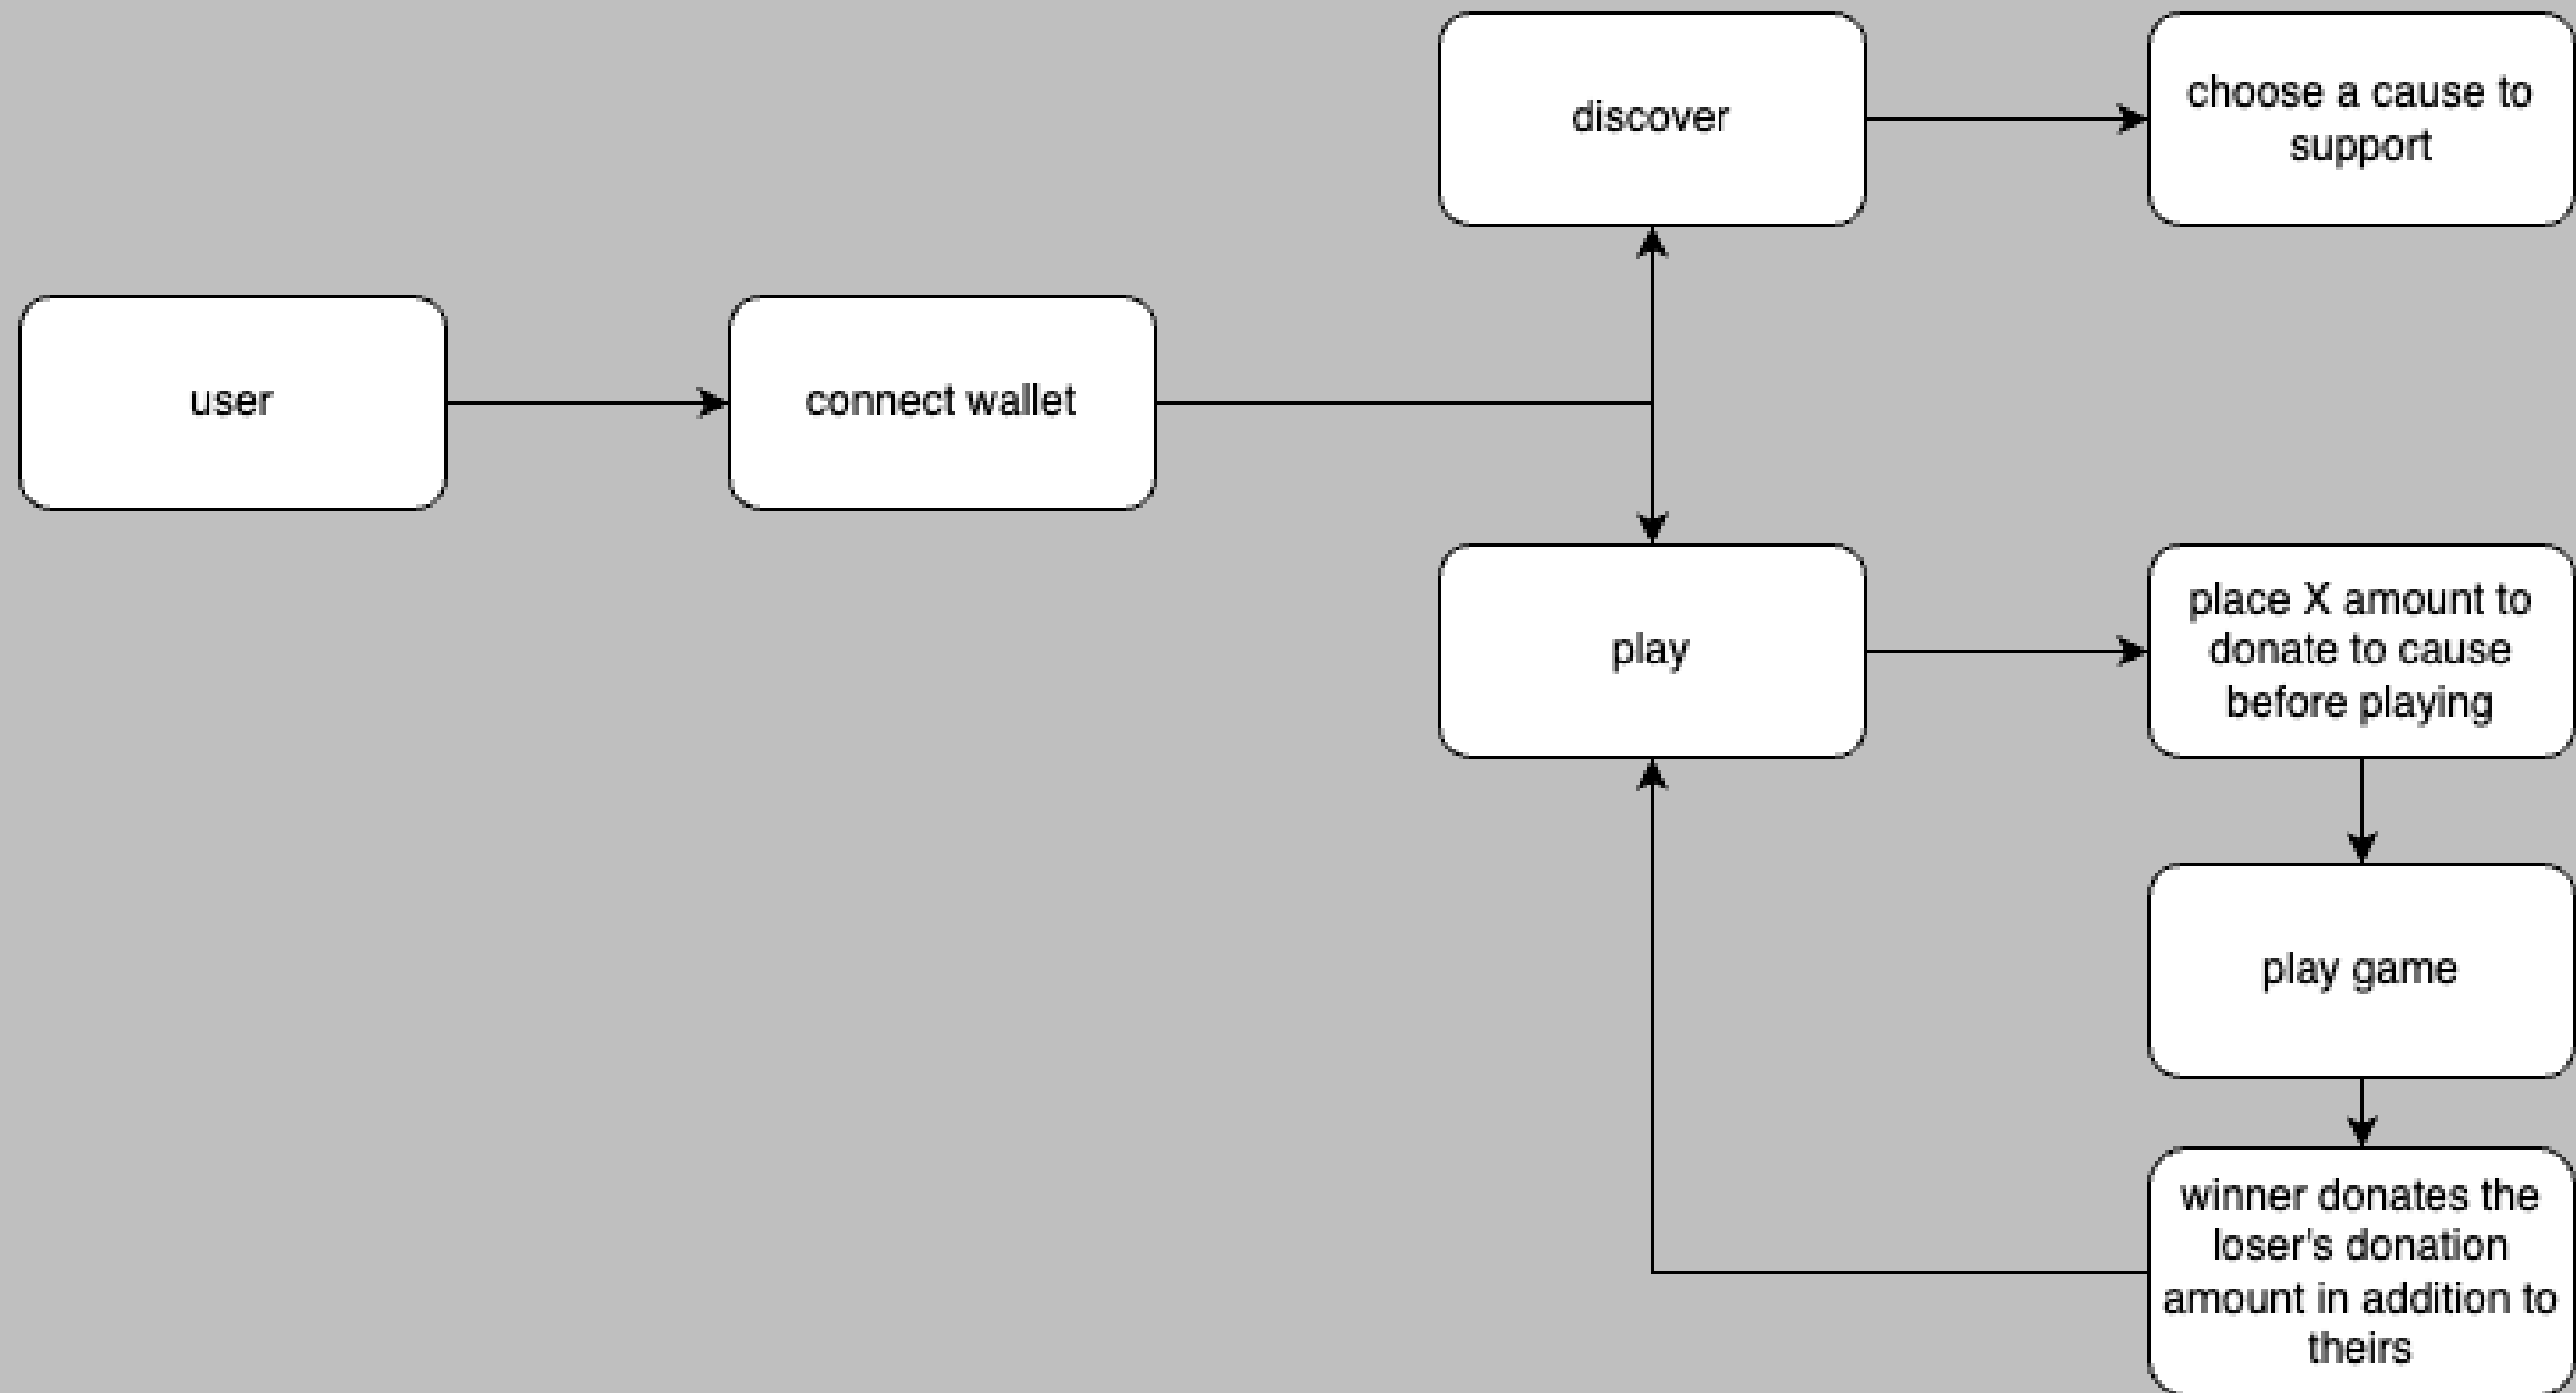 discover
choose a cause to
support
user
connect wallet
play
place X amount to
donate to cause
before playing
play game
winner donates the
loser's donation
amount in addition to
theirs